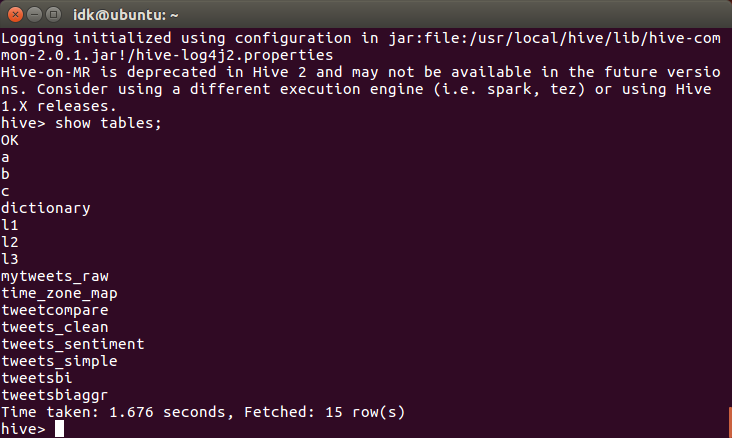 idk@ubuntu: ~
Logging initialized using configuration in jar:file:/usr/local/hive/lib/hive-com
mon-2.0.1.jar!/hive-log4j2.properties
Hive-on-MR is deprecated in Hive 2 and may not be available in the future versio
ns. Consider using a different execution engine (i.e. spark, tez) or using Hive
1.X releases.
hive> show tables;
OK
a
b
c
dictionary
l1
l2
l3
mytweets_raw
time_zone_map
tweetcompare
tweets_clean
tweets_sentiment
tweets_simple
tweetsbi
tweetsbiaggr
Time taken: 1.676 seconds, Fetched: 15 row(s)
hive>